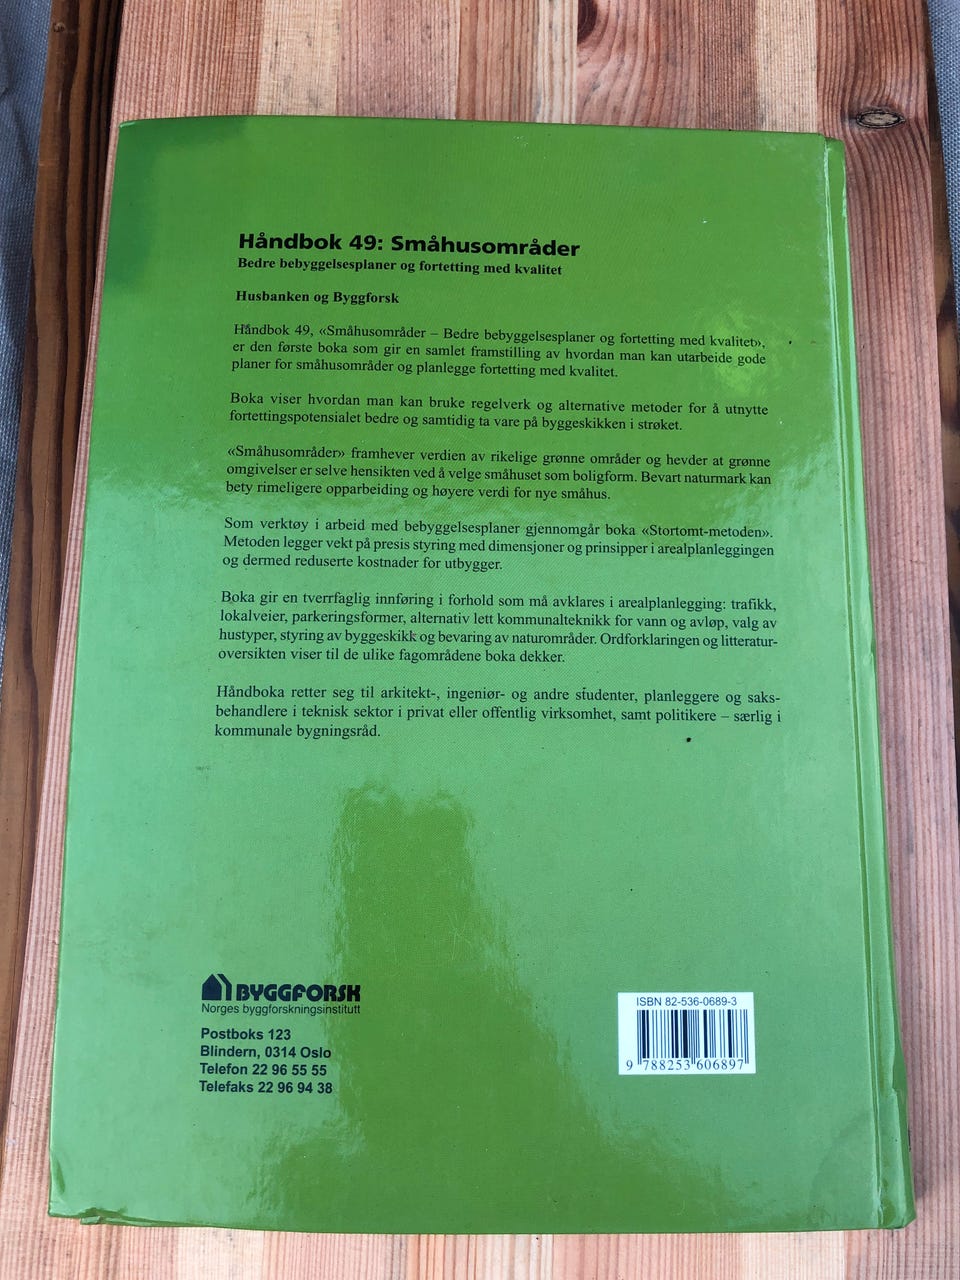 Håndbok 49: Småhusområder
Bedre bebyggelsesplaner og fortetting med kvalitet
Husbanken og Byggforsk
Håndbok 49, «Småhusområder – Bedre bebyggelsesplaner og fortetting med kvalitet»,
er den første boka som gir en samlet framstilling av hvordan man kan utarbeide gode
planer for småhusområder og planlegge fortetting med kvalitet.
Boka viser hvordan man kan bruke regelverk og alternative metoder for å utnytte
fortettingspotensialet bedre og samtidig ta vare på byggeskikken i strøket.
«Småhusområder» framhever verdien av rikelige grønne områder og hevder at grønne
omgivelser er selve hensikten ved å velge småhuset som boligform. Bevart naturmark kan
bety rimeligere opparbeiding og høyere verdi for nye småhus.
Som verktøy i arbeid med bebyggelsesplaner gjennomgår boka «Stortomt-metoden».
Metoden legger vekt på presis styring med dimensjoner og prinsipper i arealplanleggingen
og dermed reduserte kostnader for utbygger.
Boka gir en tverrfaglig innføring i forhold som må avklares i arealplanlegging: trafikk,
lokalveier, parkeringsformer, alternativ lett kommunalteknikk for vann og avløp, valg av
hustyper, styring av byggeskikk og bevaring av naturområder. Ordforklaringen og litteratur-
oversikten viser til de ulike fagområdene boka dekker.
Håndboka retter seg til arkitekt-, ingeniør- og andre studenter, planleggere og saks-
behandlere i teknisk sektor i privat eller offentlig virksomhet, samt politikere – særlig i
kommunale bygningsråd.
BYGGFORSK
Norges byggforskningsinstitutt
Postboks 123
Blindern, 0314 Oslo
Telefon 22 96 55 55
Telefaks 22 96 94 38
ISBN 82-536-0689-3
9 788253 606897